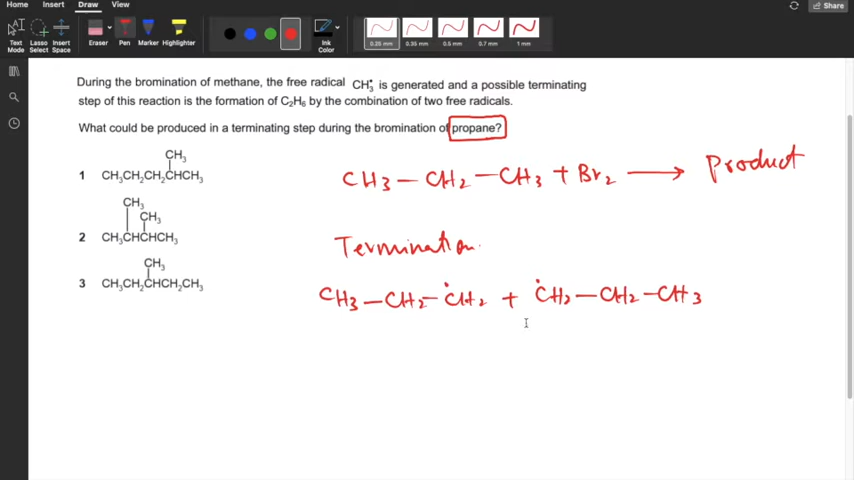 Home Insert Draw View
Share
Text Mode
Lasso Select
Insert Space
Eraser
Pen
Marker
Highlighter
Ink Color
0.25 mm
0.35 mm
0.5 mm
0.7 mm
1 mm
During the bromination of methane, the free radical CH₃• is generated and a possible terminating
step of this reaction is the formation of C₂H₆ by the combination of two free radicals.
What could be produced in a terminating step during the bromination of propane?
CH₃
1 CH₃CH₂CH₂CHCH₃
CH₃
CH₃
2 CH₃CHCHCH₃
CH₃
3 CH₃CH₂CHCH₂CH₃
CH3 — CH2 — CH3 + Br2 ⟶ Product
Termination
CH3 — CH2 — ĊH2 + ĊH2 — CH2 — CH3